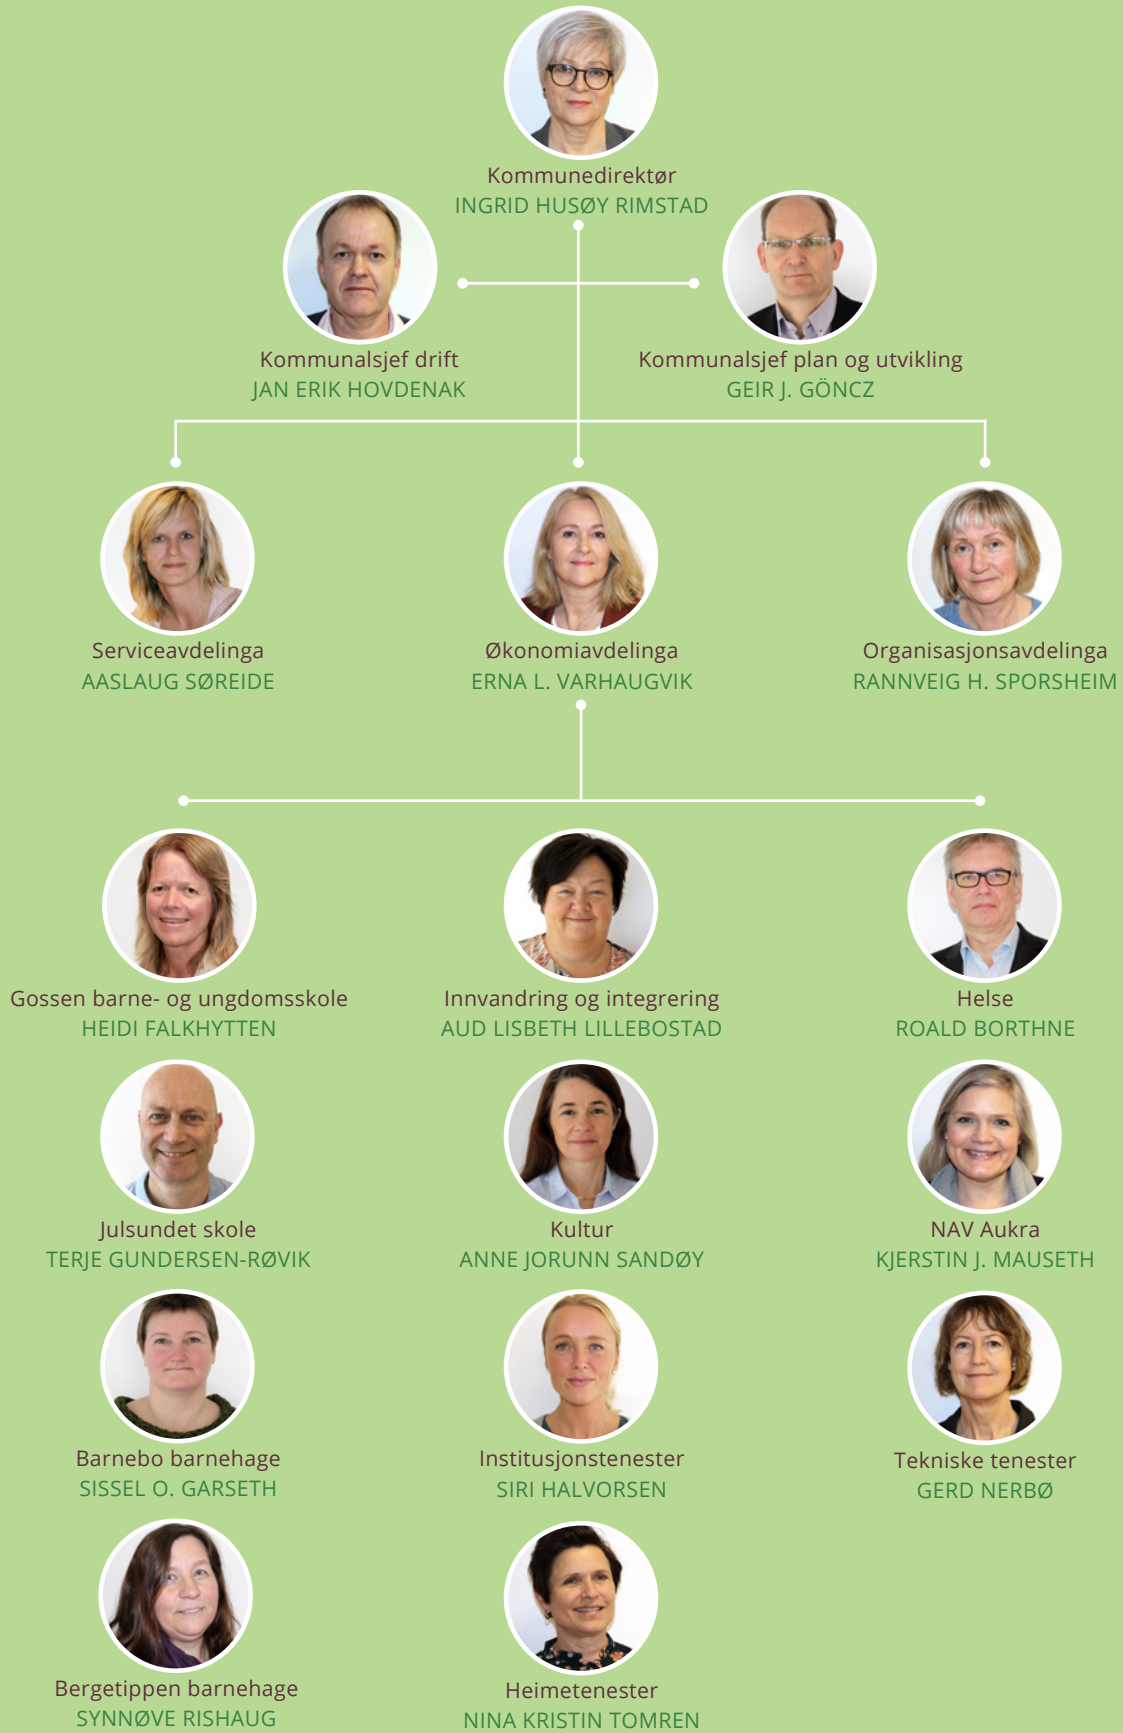 Kommunedirektør
INGRID HUSØY RIMSTAD
Kommunalsjef drift
JAN ERIK HOVDENAK
Kommunalsjef plan og utvikling
GEIR J. GÖNCZ
Serviceavdelinga
AASLAUG SØREIDE
Økonomiavdelinga
ERNA L. VARHAUGVIK
Organisasjonsavdelinga
RANNVEIG H. SPORSHEIM
Gossen barne- og ungdomsskole
HEIDI FALKHYTTEN
Innvandring og integrering
AUD LISBETH LILLEBOSTAD
Helse
ROALD BORTHNE
Julsundet skole
TERJE GUNDERSEN-RØVIK
Kultur
ANNE JORUNN SANDØY
NAV Aukra
KJERSTIN J. MAUSETH
Barnebo barnehage
SISSEL O. GARSETH
Institusjonstenester
SIRI HALVORSEN
Tekniske tenester
GERD NERBØ
Bergetippen barnehage
SYNNØVE RISHAUG
Heimetenester
NINA KRISTIN TOMREN